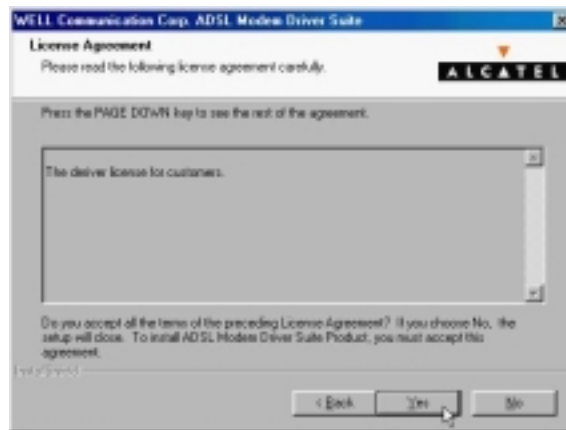 WELL Communication Corp. ADSL Modem Driver Suite
License Agreement
Please read the following license agreement carefully.
ALCATEL
Press the PAGE DOWN key to see the rest of the agreement.
The deriver license for customers.
Do you accept all the terms of the preceding License Agreement? If you choose No, the
setup will close. To install ADSL Modem Driver Suite Product, you must accept this
agreement.
InstallShield
< Back
Yes
No